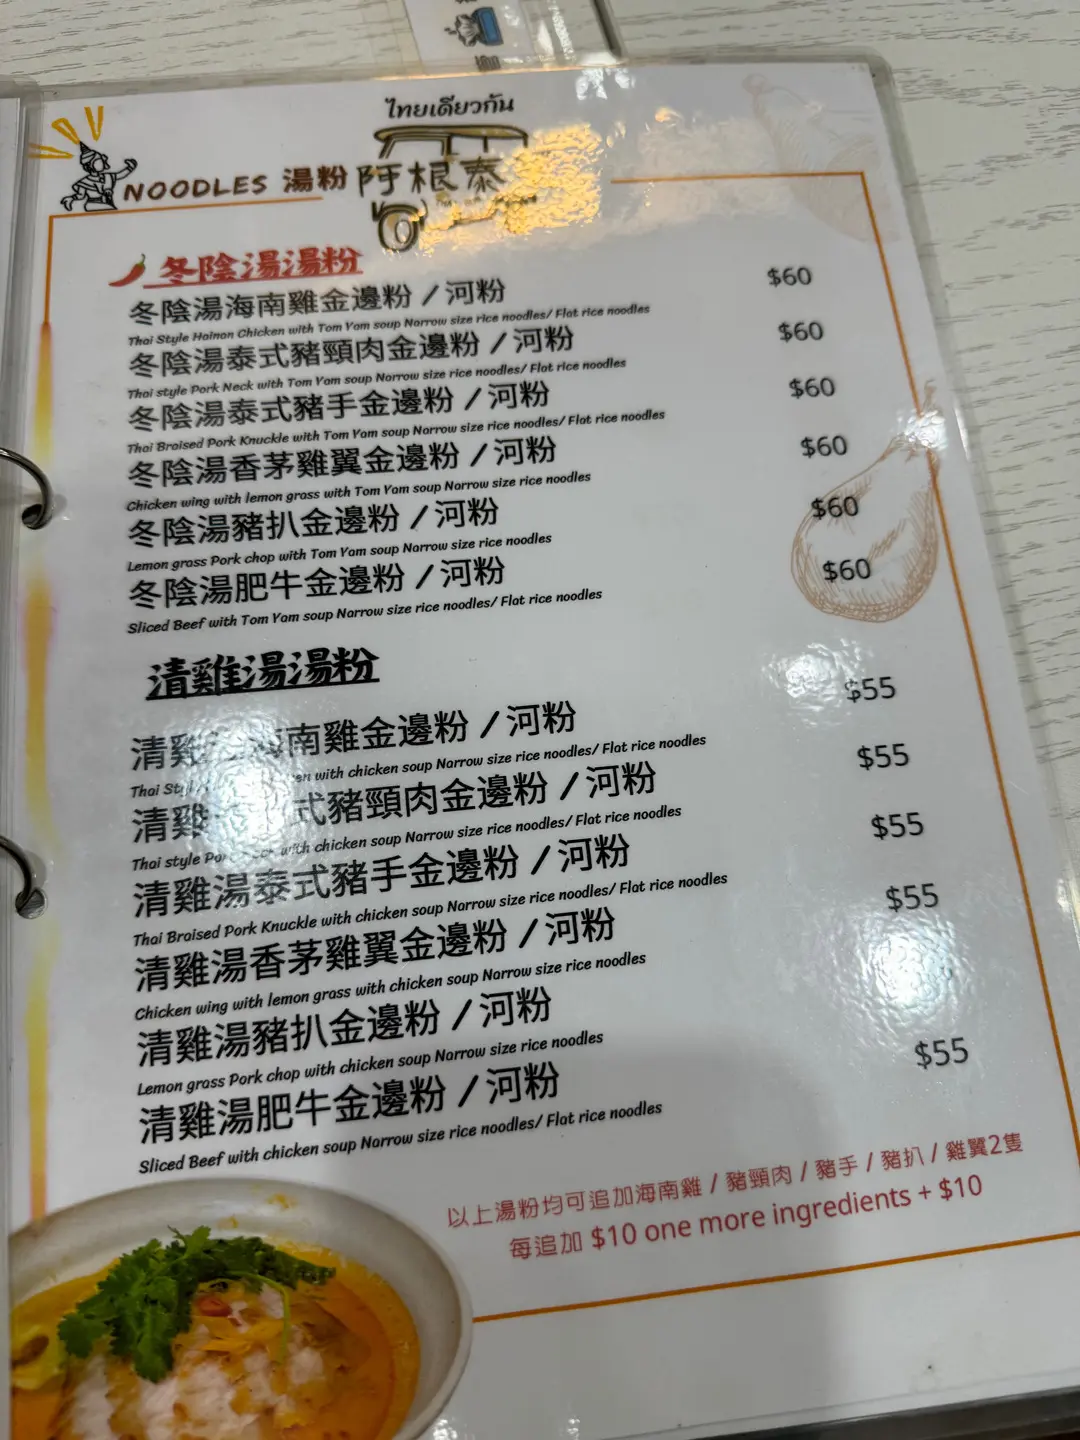 ไทยเดียวกัน
NOODLES 湯粉 阿根泰
冬陰湯湯粉
冬陰湯海南雞金邊粉 / 河粉 $60
Thai Style Hainan Chicken with Tom Yam soup Narrow size rice noodles/ Flat rice noodles
冬陰湯泰式豬頸肉金邊粉 / 河粉 $60
Thai style Pork Neck with Tom Yam soup Narrow size rice noodles/ Flat rice noodles
冬陰湯泰式豬手金邊粉 / 河粉 $60
Thai Braised Pork Knuckle with Tom Yam soup Narrow size rice noodles/ Flat rice noodles
冬陰湯香茅雞翼金邊粉 / 河粉 $60
Chicken wing with lemon grass with Tom Yam soup Narrow size rice noodles
冬陰湯豬扒金邊粉 / 河粉 $60
Lemon grass Pork chop with Tom Yam soup Narrow size rice noodles
冬陰湯肥牛金邊粉 / 河粉 $60
Sliced Beef with Tom Yam soup Narrow size rice noodles/ Flat rice noodles
清雞湯湯粉
清雞 南雞金邊粉 / 河粉 $55
Thai with chicken soup Narrow size rice noodles/ Flat rice noodles
清雞 式豬頸肉金邊粉 / 河粉 $55
Thai style with chicken soup Narrow size rice noodles/ Flat rice noodles
清雞湯泰式豬手金邊粉 / 河粉 $55
Thai Braised Pork Knuckle with chicken soup Narrow size rice noodles/ Flat rice noodles
清雞湯香茅雞翼金邊粉 / 河粉 $55
Chicken wing with lemon grass with chicken soup Narrow size rice noodles
清雞湯豬扒金邊粉 / 河粉
Lemon grass Pork chop with chicken soup Narrow size rice noodles
清雞湯肥牛金邊粉 / 河粉 $55
Sliced Beef with chicken soup Narrow size rice noodles/ Flat rice noodles
以上湯粉均可追加海南雞 / 豬頸肉 / 豬手 / 豬扒 / 雞翼2隻
每追加 $10 one more ingredients + $10